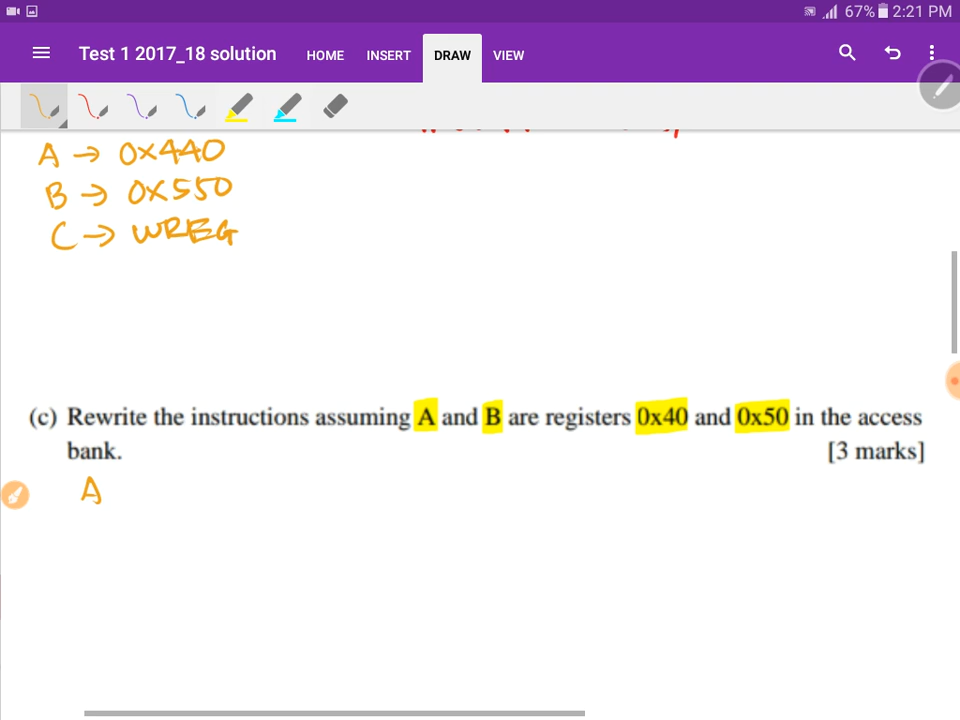 67% 2:21 PM
Test 1 2017_18 solution HOME INSERT DRAW VIEW
A → 0x440
B → 0x550
C → WREG
(c) Rewrite the instructions assuming A and B are registers 0x40 and 0x50 in the access
bank. [3 marks]
A